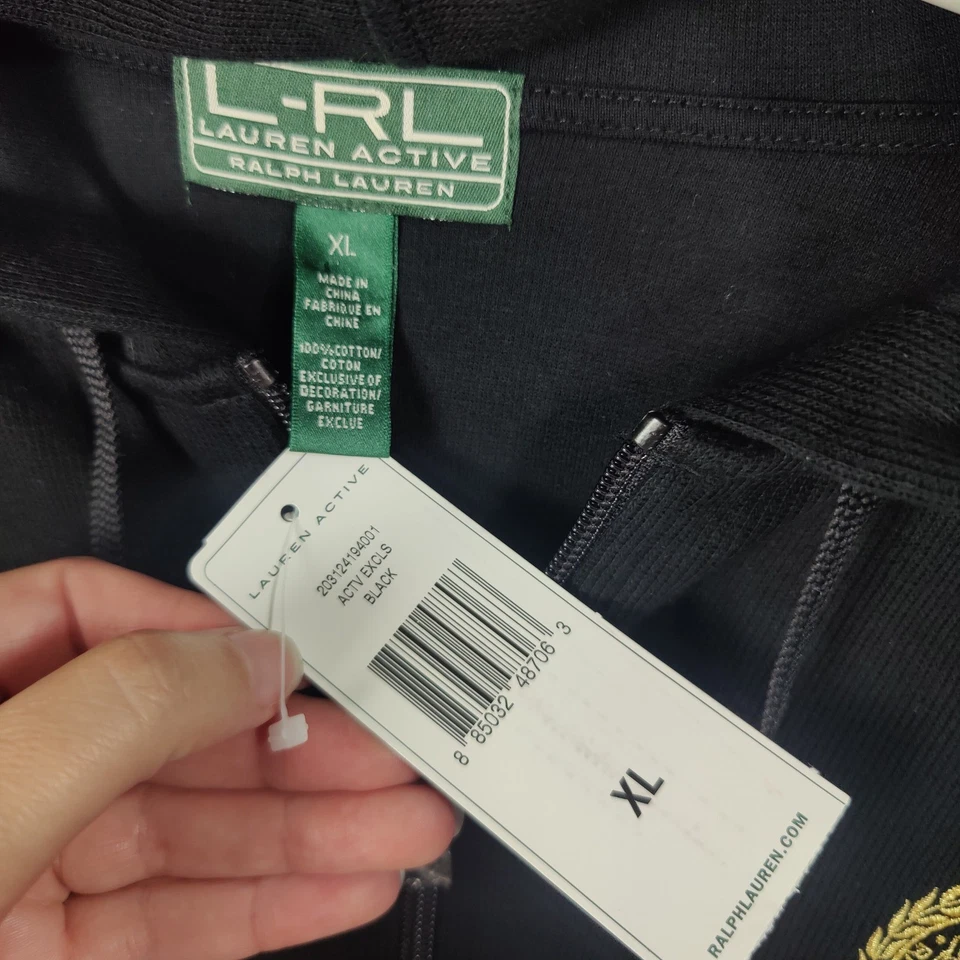 L-RL
LAUREN ACTIVE
RALPH LAUREN
XL
MADE IN
CHINA
FABRIQUE EN
CHINE
100%COTTON/
COTON
EXCLUSIVE OF
DECORATION/
GARNITURE
EXCLUE
LAUREN ACTIVE
203124194001
ACTV EXCLS
BLACK
8 85032 48706 3
XL
RALPHLAUREN.COM